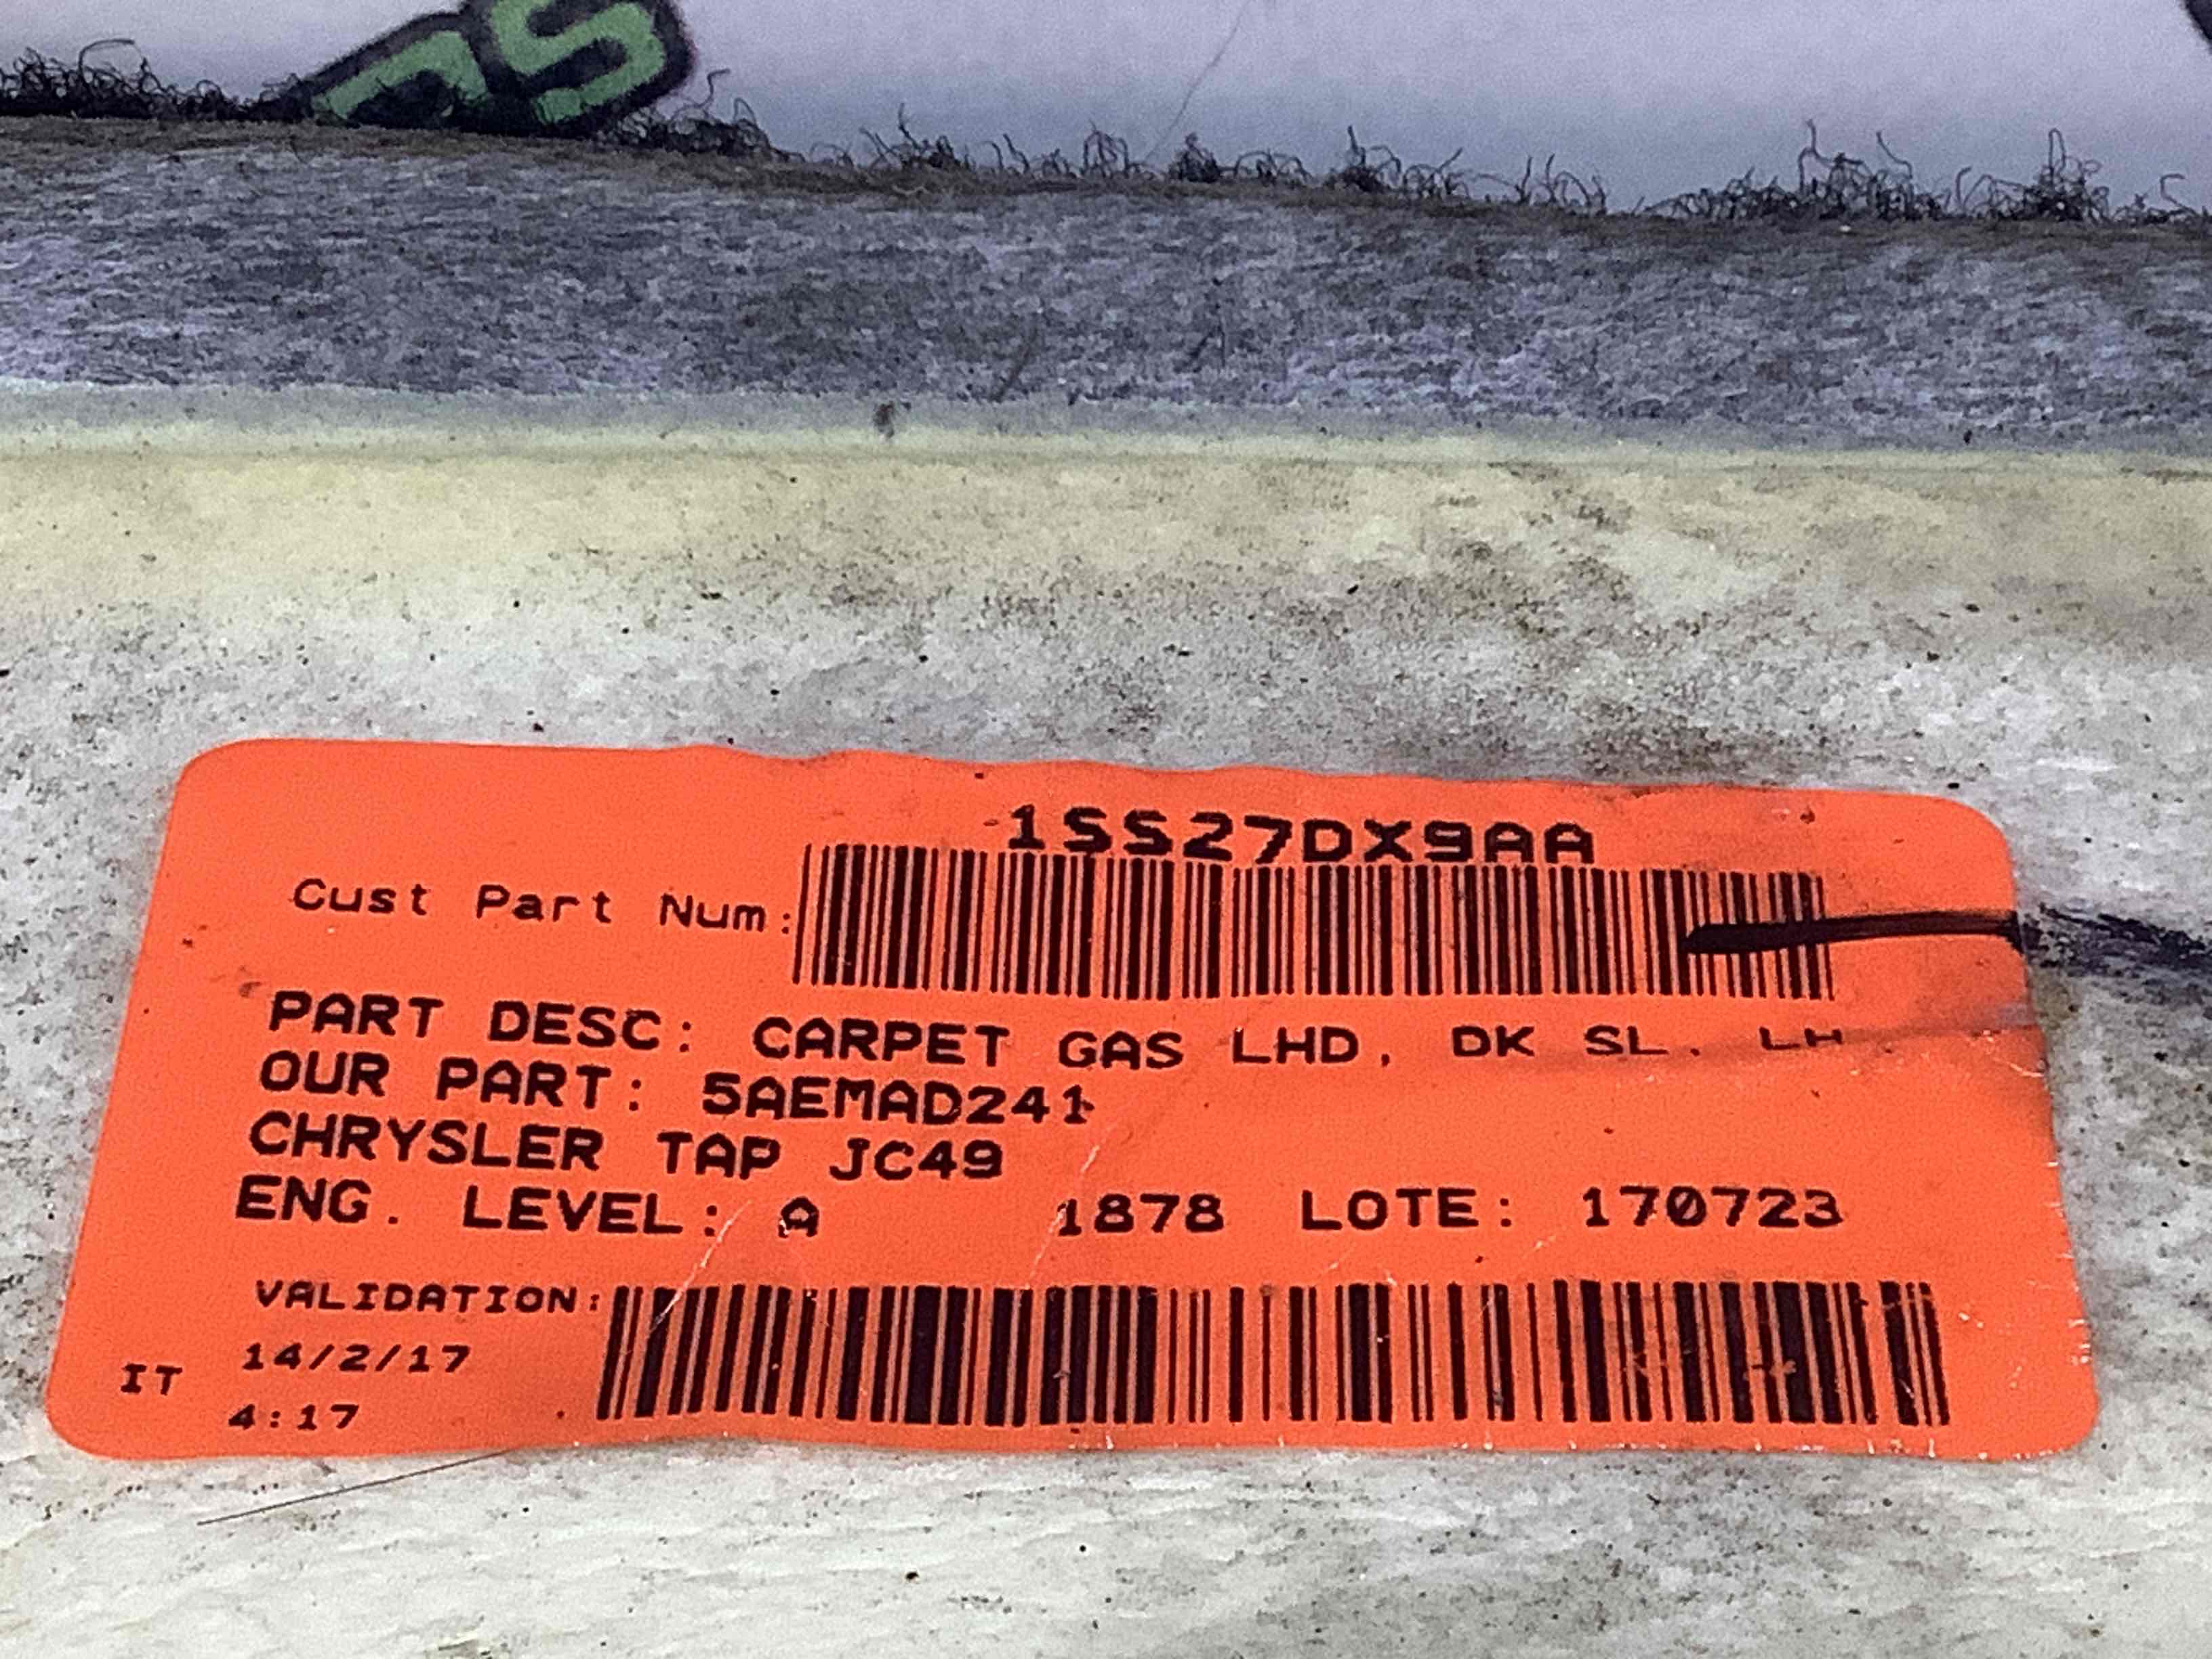 1SS27DX9AA
Cust Part Num:
PART DESC: CARPET GAS LHD, DK SL. LH.
OUR PART: 5AEMAD241
CHRYSLER TAP JC49
ENG. LEVEL: A 1878 LOTE: 170723
VALIDATION:
14/2/17
IT
4:17